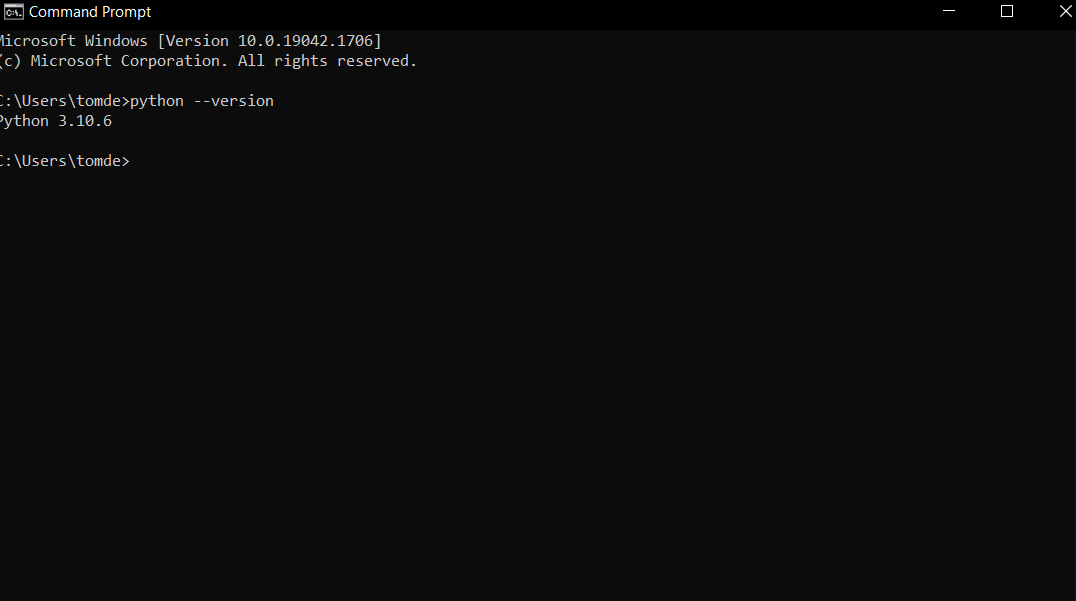 Command Prompt
Microsoft Windows [Version 10.0.19042.1706]
(c) Microsoft Corporation. All rights reserved.
C:\Users\tomde>python --version
Python 3.10.6
C:\Users\tomde>